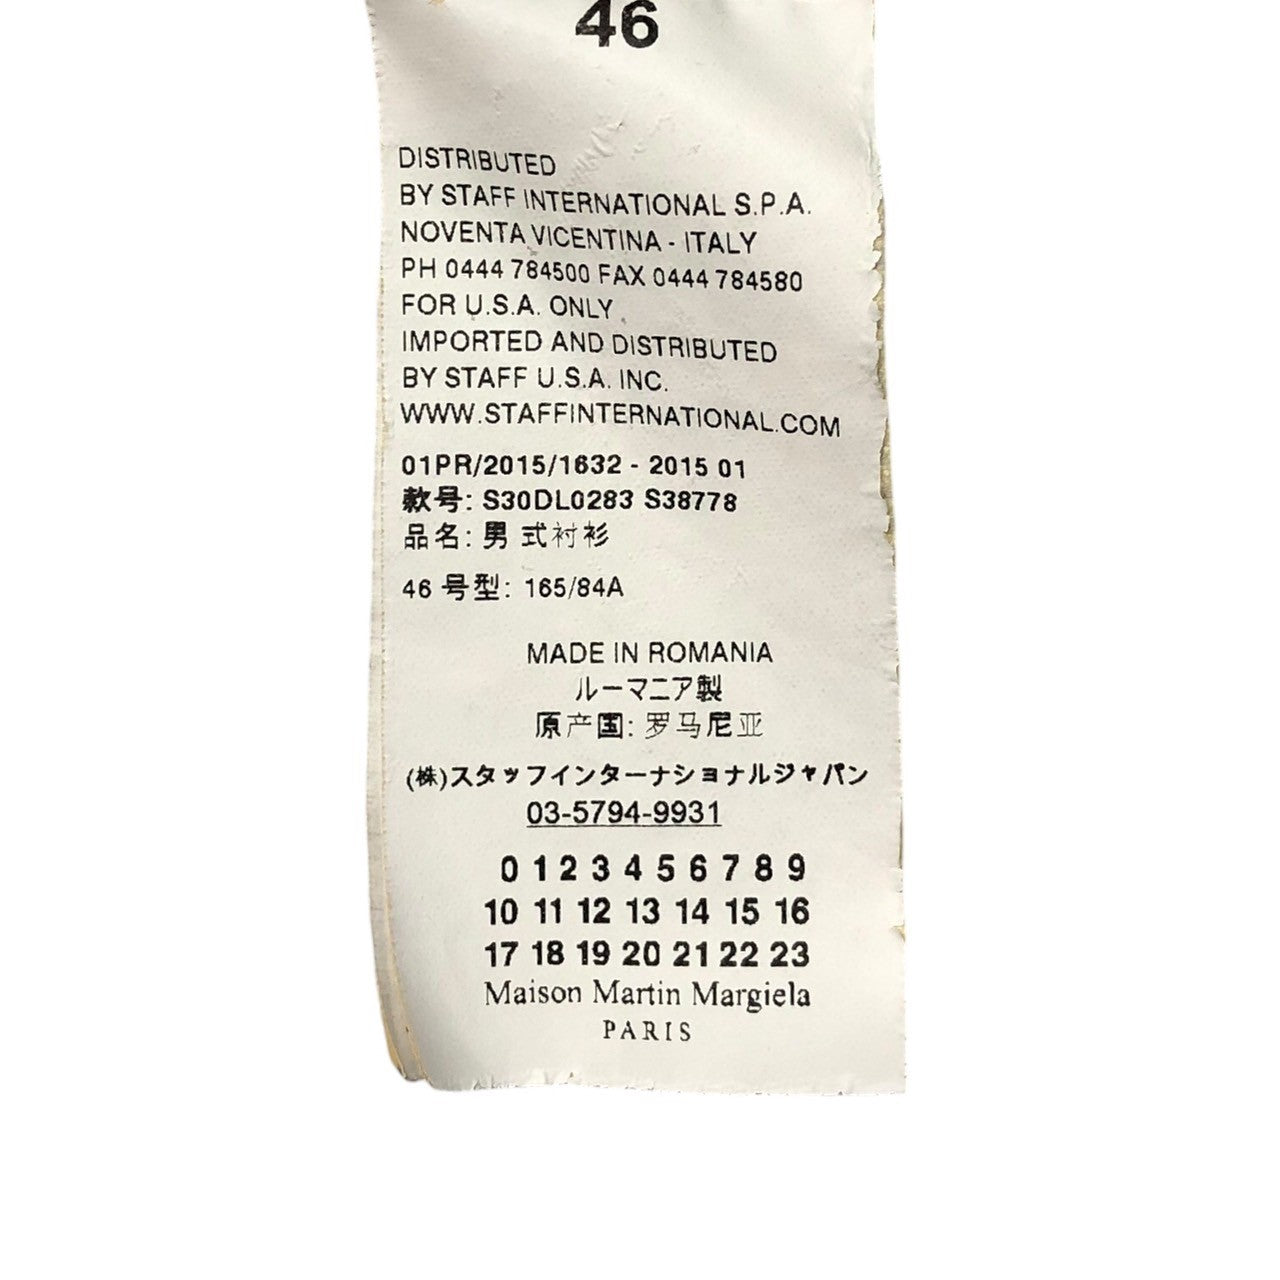 46
DISTRIBUTED
BY STAFF INTERNATIONAL S.P.A.
NOVENTA VICENTINA - ITALY
PH 0444 784500 FAX 0444 784580
FOR U.S.A. ONLY
IMPORTED AND DISTRIBUTED
BY STAFF U.S.A. INC.
WWW.STAFFINTERNATIONAL.COM
01PR/2015/1632 - 2015 01
款号: S30DL0283 S38778
品名: 男式衬衫
46 号型: 165/84A
MADE IN ROMANIA
ルーマニア製
原产国: 罗马尼亚
(株)スタッフインターナショナルジャパン
03-5794-9931
0 1 2 3 4 5 6 7 8 9
10 11 12 13 14 15 16
17 18 19 20 21 22 23
Maison Martin Margiela
PARIS